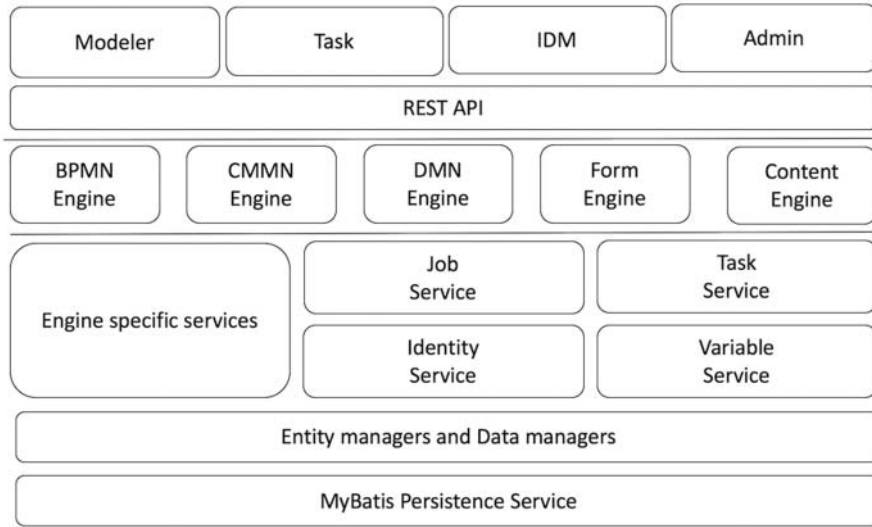 Modeler
Task
IDM
Admin
REST API
BPMN
Engine
CMMN
Engine
DMN
Engine
Form
Engine
Content
Engine
Engine specific services
Job
Service
Task
Service
Identity
Service
Variable
Service
Entity managers and Data managers
MyBatis Persistence Service